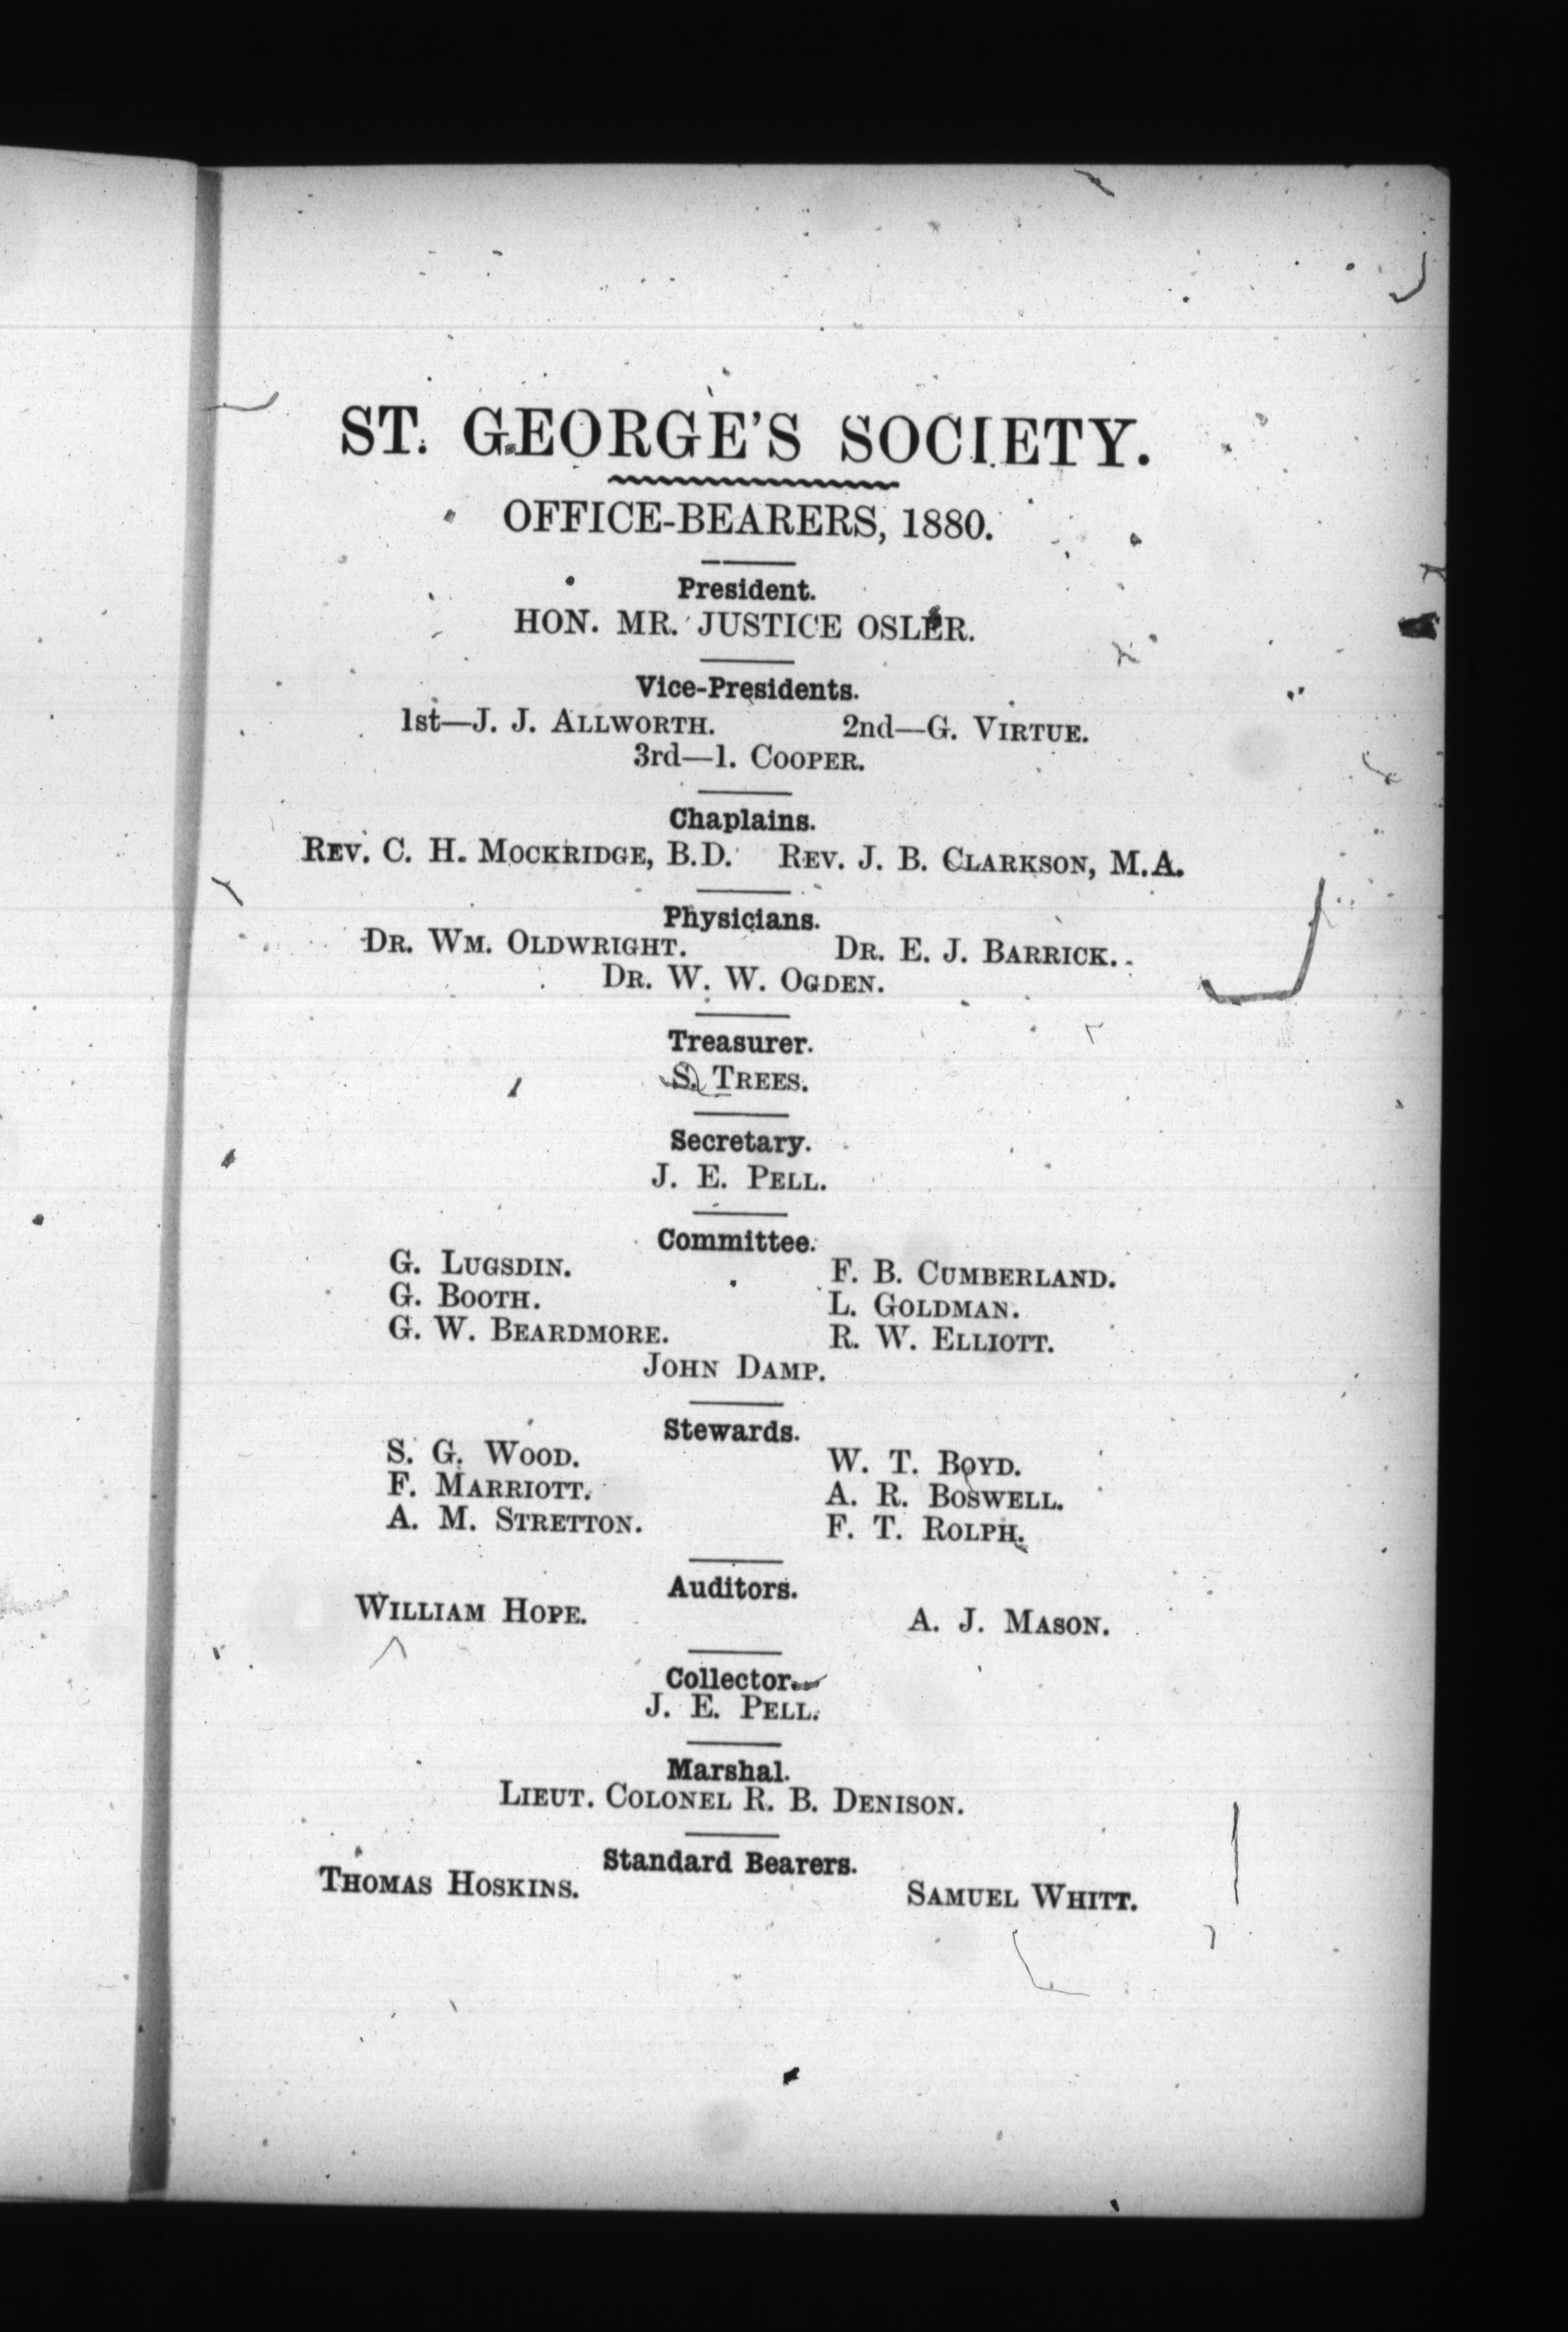 ST. GEORGE'S SOCIETY.
OFFICE-BEARERS, 1880.
President.
HON. MR. JUSTICE OSLER.
Vice-Presidents.
1st—J. J. ALLWORTH. 2nd—G. VIRTUE.
3rd—I. COOPER.
Chaplains.
REV. C. H. MOCKRIDGE, B.D. REV. J. B. CLARKSON, M.A.
Physicians.
DR. WM. OLDWRIGHT. DR. E. J. BARRICK.
DR. W. W. OGDEN.
Treasurer.
S. TREES.
Secretary.
J. E. PELL.
Committee.
G. LUGSDIN. F. B. CUMBERLAND.
G. BOOTH. L. GOLDMAN.
G. W. BEARDMORE. R. W. ELLIOTT.
JOHN DAMP.
Stewards.
S. G. WOOD. W. T. BOYD.
F. MARRIOTT. A. R. BOSWELL.
A. M. STRETTON. F. T. ROLPH.
Auditors.
WILLIAM HOPE. A. J. MASON.
Collector.
J. E. PELL.
Marshal.
LIEUT. COLONEL R. B. DENISON.
Standard Bearers.
THOMAS HOSKINS. SAMUEL WHITT.